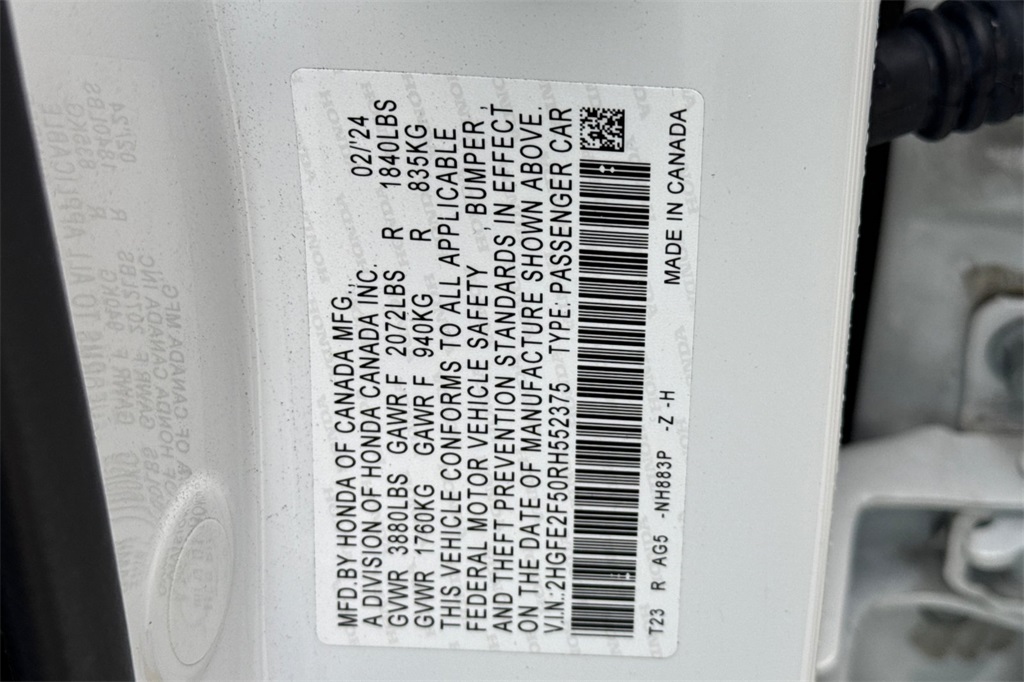 MFD.BY HONDA OF CANADA MFG., 02/'24
A DIVISION OF HONDA CANADA INC.
GVWR 3880LBS GAWR F 2072LBS R 1840LBS
GVWR 1760KG GAWR F 940KG R 835KG
THIS VEHICLE CONFORMS TO ALL APPLICABLE
FEDERAL MOTOR VEHICLE SAFETY , BUMPER ,
AND THEFT PREVENTION STANDARDS IN EFFECT
ON THE DATE OF MANUFACTURE SHOWN ABOVE.
V.I.N.:2HGFE2F50RH552375 TYPE: PASSENGER CAR
T23 R AG5 -NH883P -Z -H MADE IN CANADA